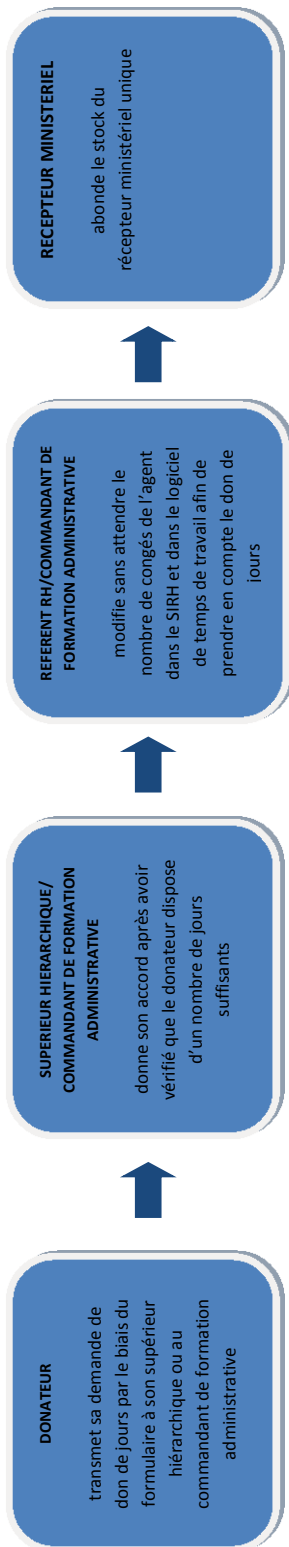 DONATEUR
transmet sa demande de
don de jours par le biais du
formulaire à son supérieur
hiérarchique ou au
commandant de formation
administrative
SUPERIEUR HIERARCHIQUE/
COMMANDANT DE FORMATION
ADMINISTRATIVE
donne son accord après avoir
vérifié que le donateur dispose
d’un nombre de jours
suffisants
REFERENT RH/COMMANDANT DE
FORMATION ADMINISTRATIVE
modifie sans attendre le
nombre de congés de l’agent
dans le SIRH et dans le logiciel
de temps de travail afin de
prendre en compte le don de
jours
RECEPTEUR MINISTERIEL
abonde le stock du
récepteur ministériel unique